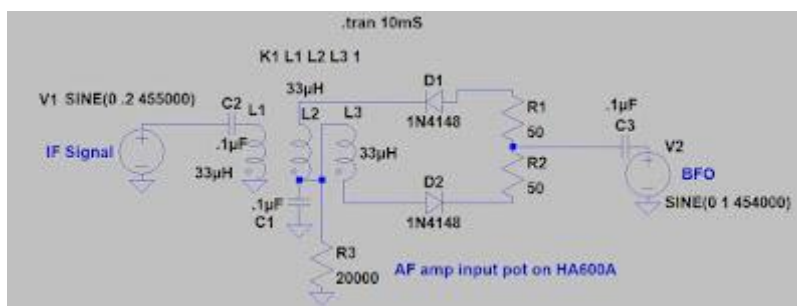 .tran 10mS
K1 L1 L2 L3 1
V1 SINE(0 .2 455000)
IF Signal
C2
.1µF
L1
33µH
33µH
L2
L3
33µH
.1µF
C1
R3
20000
D1
1N4148
D2
1N4148
R1
50
R2
50
.1µF
C3
V2
BFO
SINE(0 1 454000)
AF amp input pot on HA600A